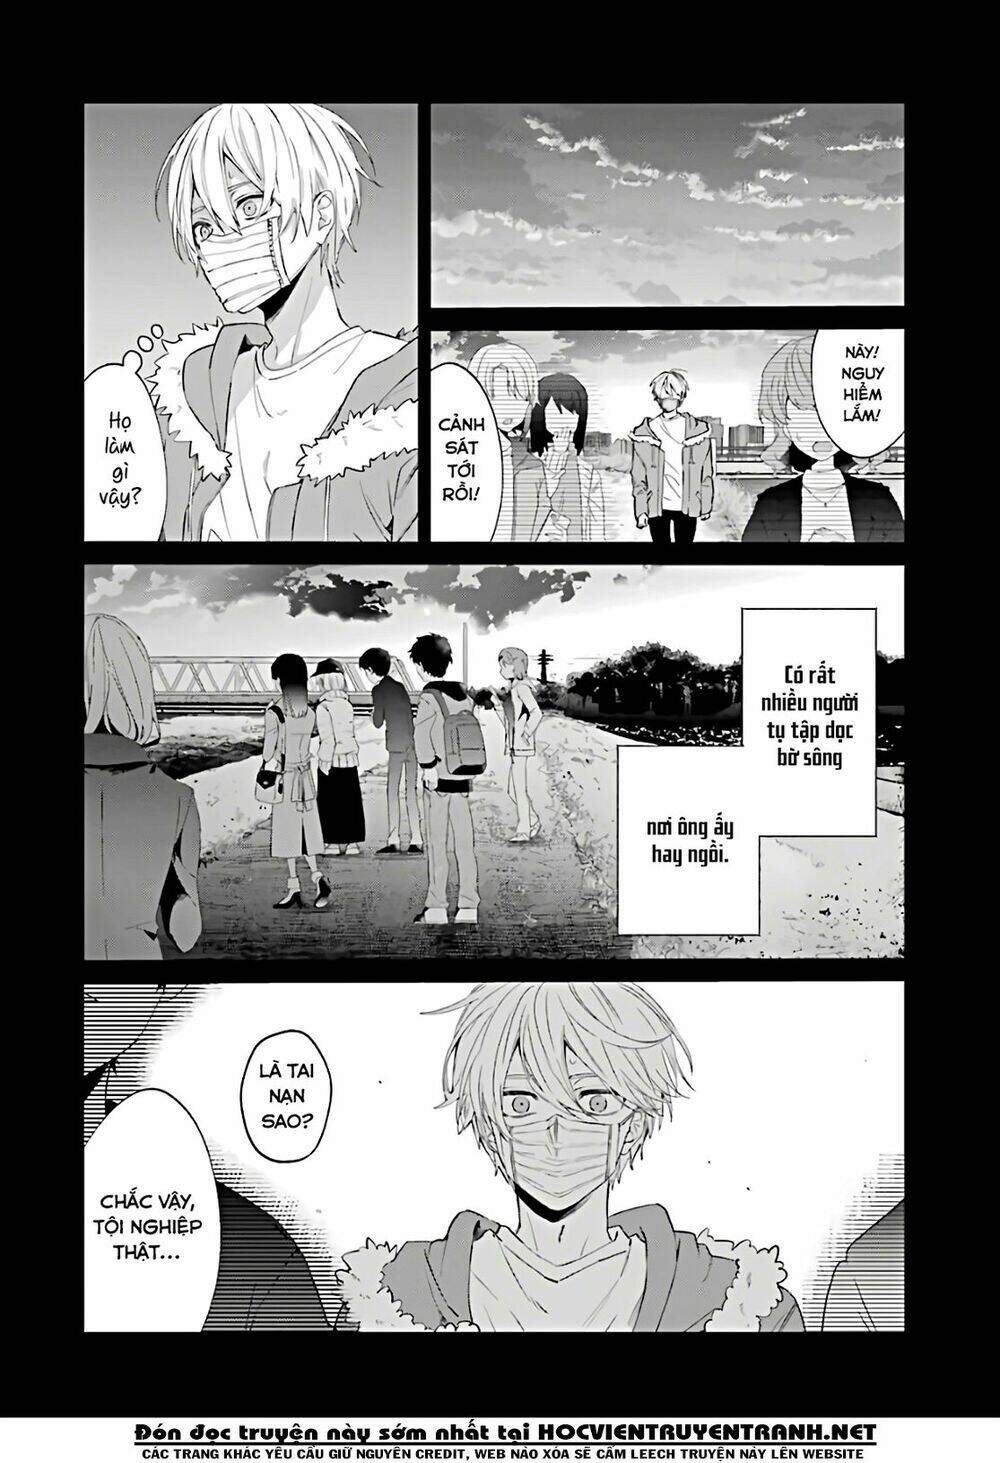 NÀY!
NGUY
HIỂM
LẮM!
CẢNH
SÁT
TỚI
RỒI!
Họ
làm
gì
vậy?
Có rất
nhiều người
tụ tập dọc
bờ sông
nơi ông ấy
hay ngồi.
LÀ TAI
NẠN
SAO?
CHẮC VẬY,
TỘI NGHIỆP
THẬT...
Đón đọc truyện này sớm nhất tại HOCVIENTRUYENTRANH.NET
CÁC TRANG KHÁC YÊU CẦU GIỮ NGUYÊN CREDIT, WEB NÀO XÓA SẼ CẤM LEECH TRUYỆN NÀY LÊN WEBSITE